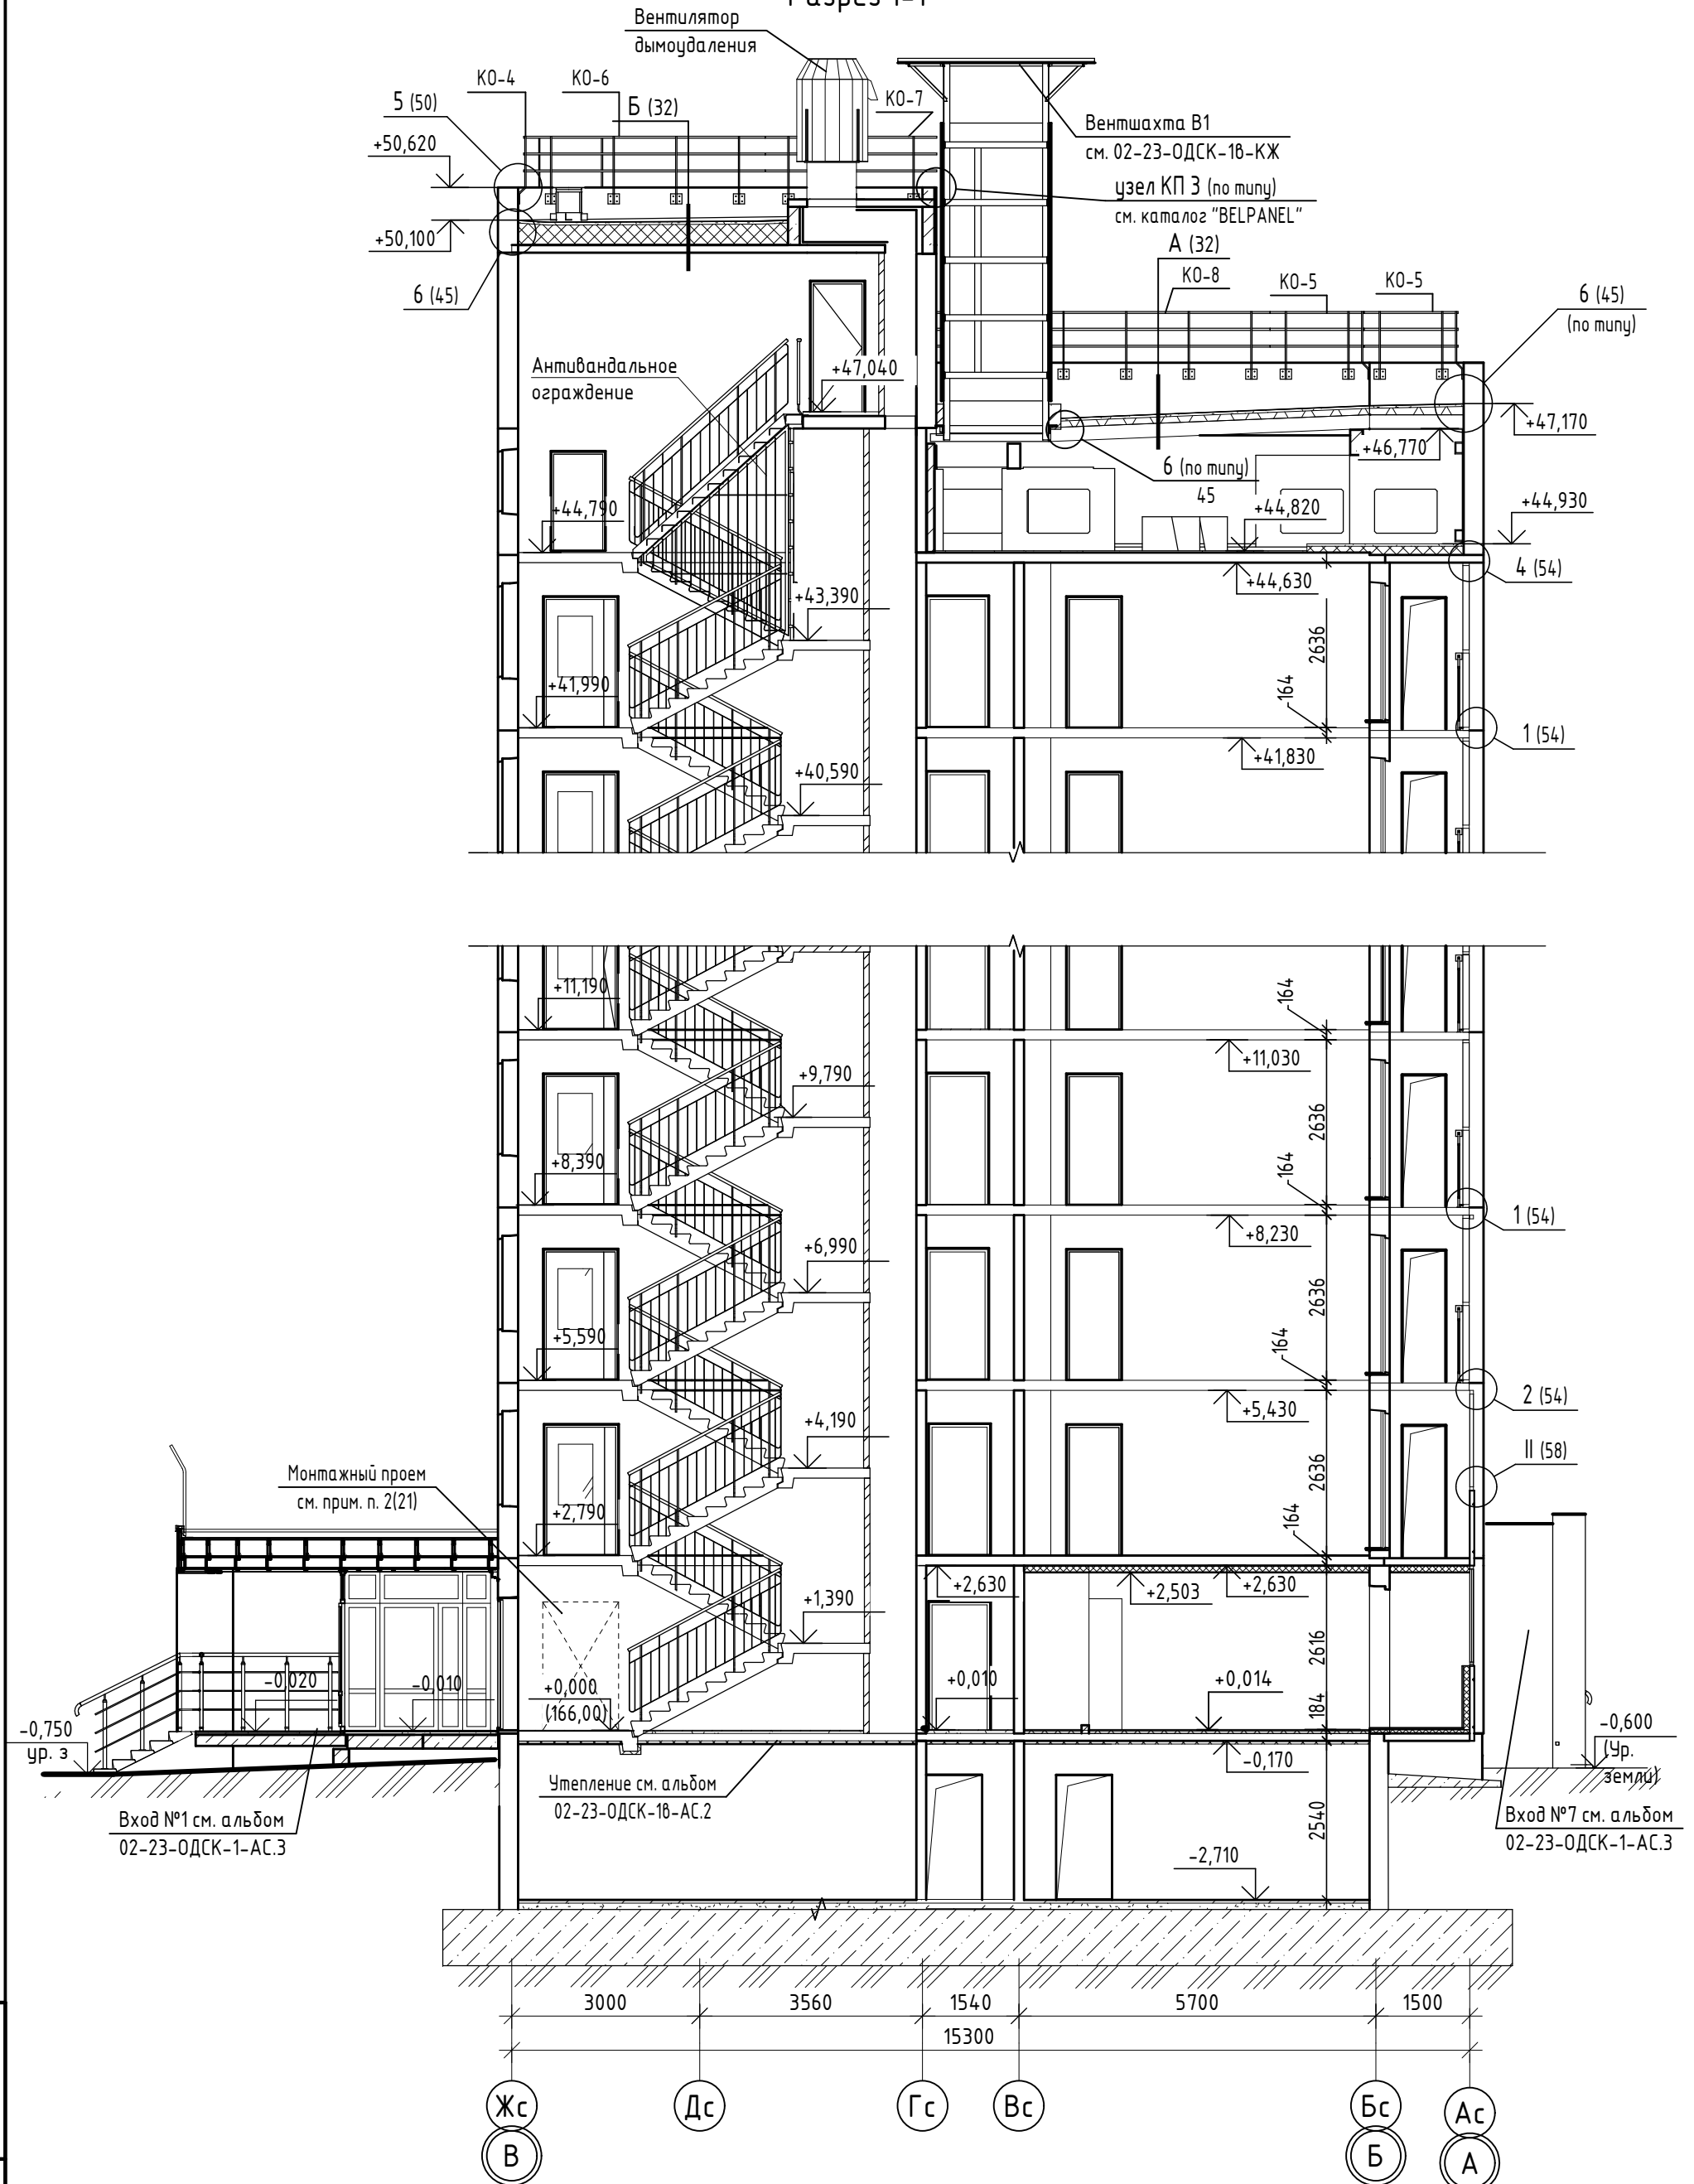 Разрез 1-1
Вентилятор
дымоудаления
КО-4
КО-6
5 (50)
Б (32)
КО-7
+50,620
Вентшахта В1
см. 02-23-ОДСК-1в-КЖ
узел КП 3 (по типу)
см. каталог "BELPANEL"
+50,100
А (32)
КО-8
КО-5
КО-5
6 (45)
6 (45)
(по типу)
Антивандальное
ограждение
+47,040
+47,170
+46,770
6 (по типу)
45
+44,790
+44,820
+44,930
4 (54)
+44,630
+43,390
2636
+41,990
164
1 (54)
+41,830
+40,590
+11,190
164
+11,030
+9,790
2636
+8,390
164
1 (54)
+8,230
+6,990
2636
+5,590
164
2 (54)
+5,430
+4,190
II (58)
Монтажный проем
см. прим. п. 2(21)
2636
+2,790
164
+2,630
+2,503
+2,630
+1,390
2616
-0,020
-0,010
+0,000
(166,00)
+0,010
+0,014
184
-0,750
ур. з
-0,600
(Ур.
земли)
-0,170
Утепление см. альбом
02-23-ОДСК-1в-АС.2
Вход №1 см. альбом
02-23-ОДСК-1-АС.3
2540
Вход №7 см. альбом
02-23-ОДСК-1-АС.3
-2,710
3000
3560
1540
5700
1500
15300
Жс
Дс
Гс
Вс
Бс
Ас
В
Б
А